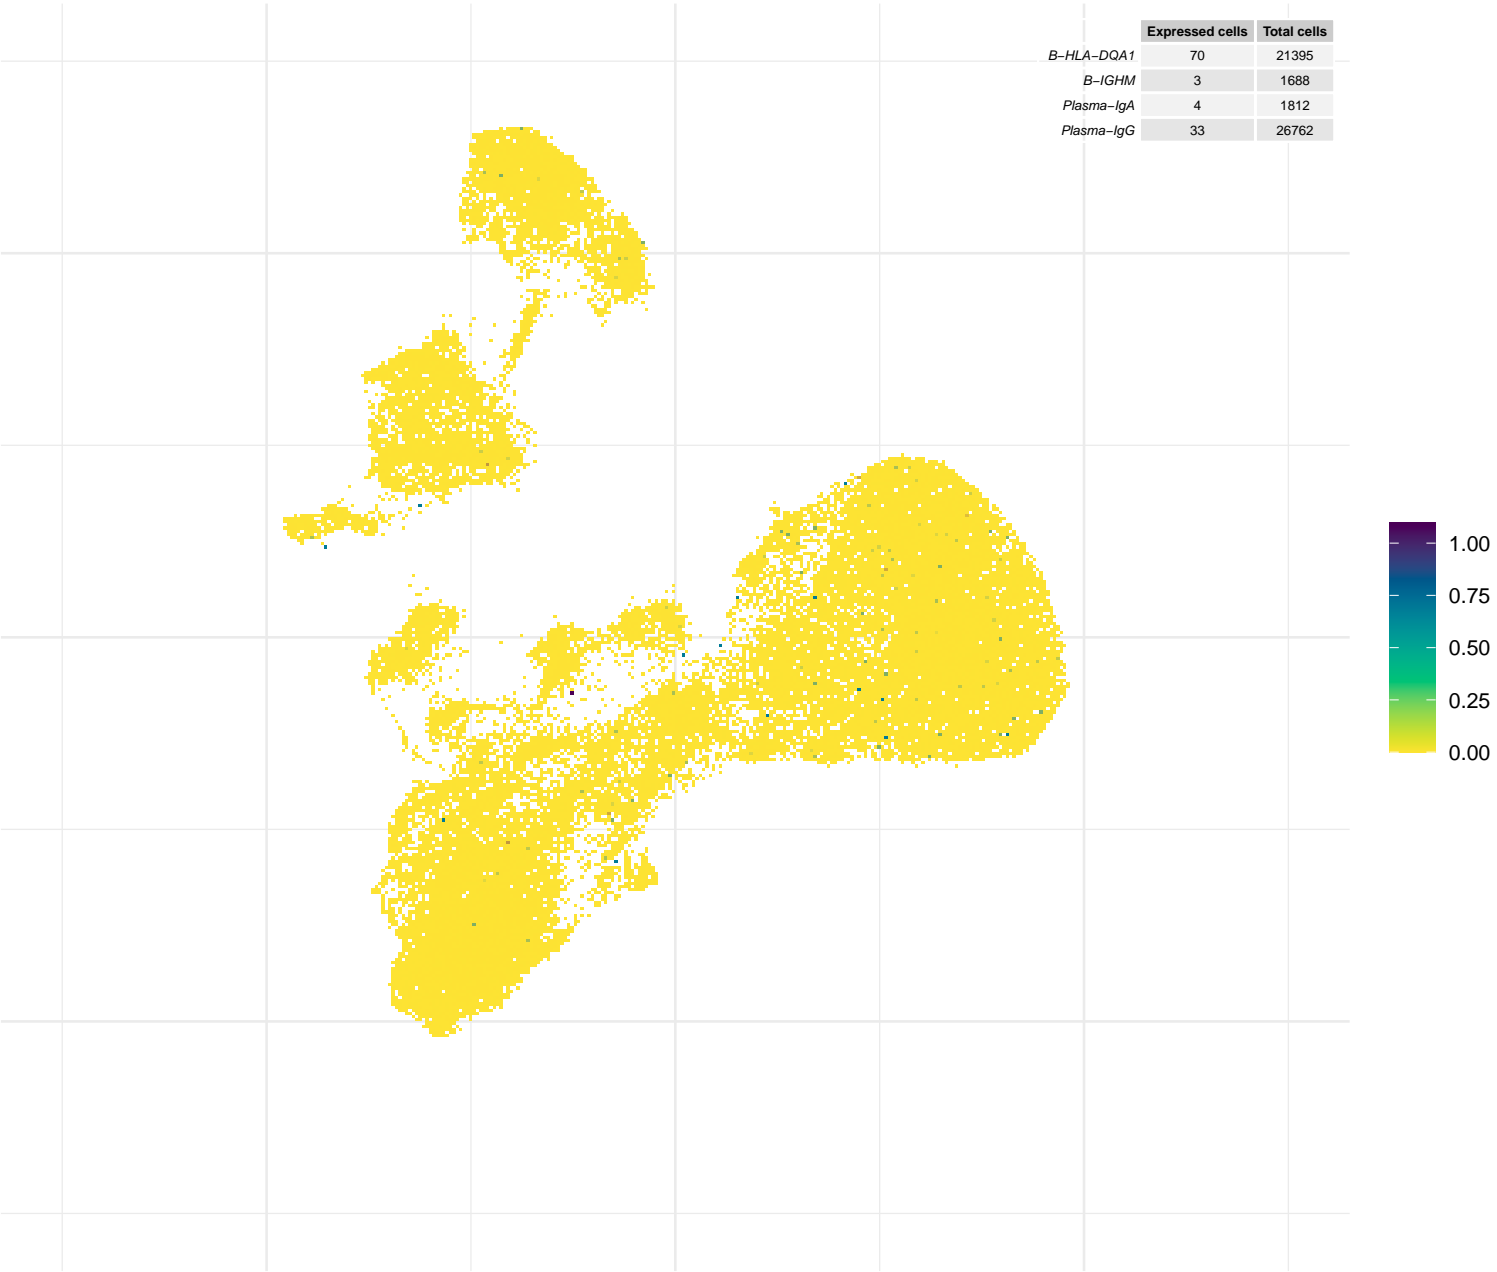 Expressed cells Total cells
B-HLA-DQA1 70 21395
B-IGHM 3 1688
Plasma-IgA 4 1812
Plasma-IgG 33 26762
1.00
0.75
0.50
0.25
0.00